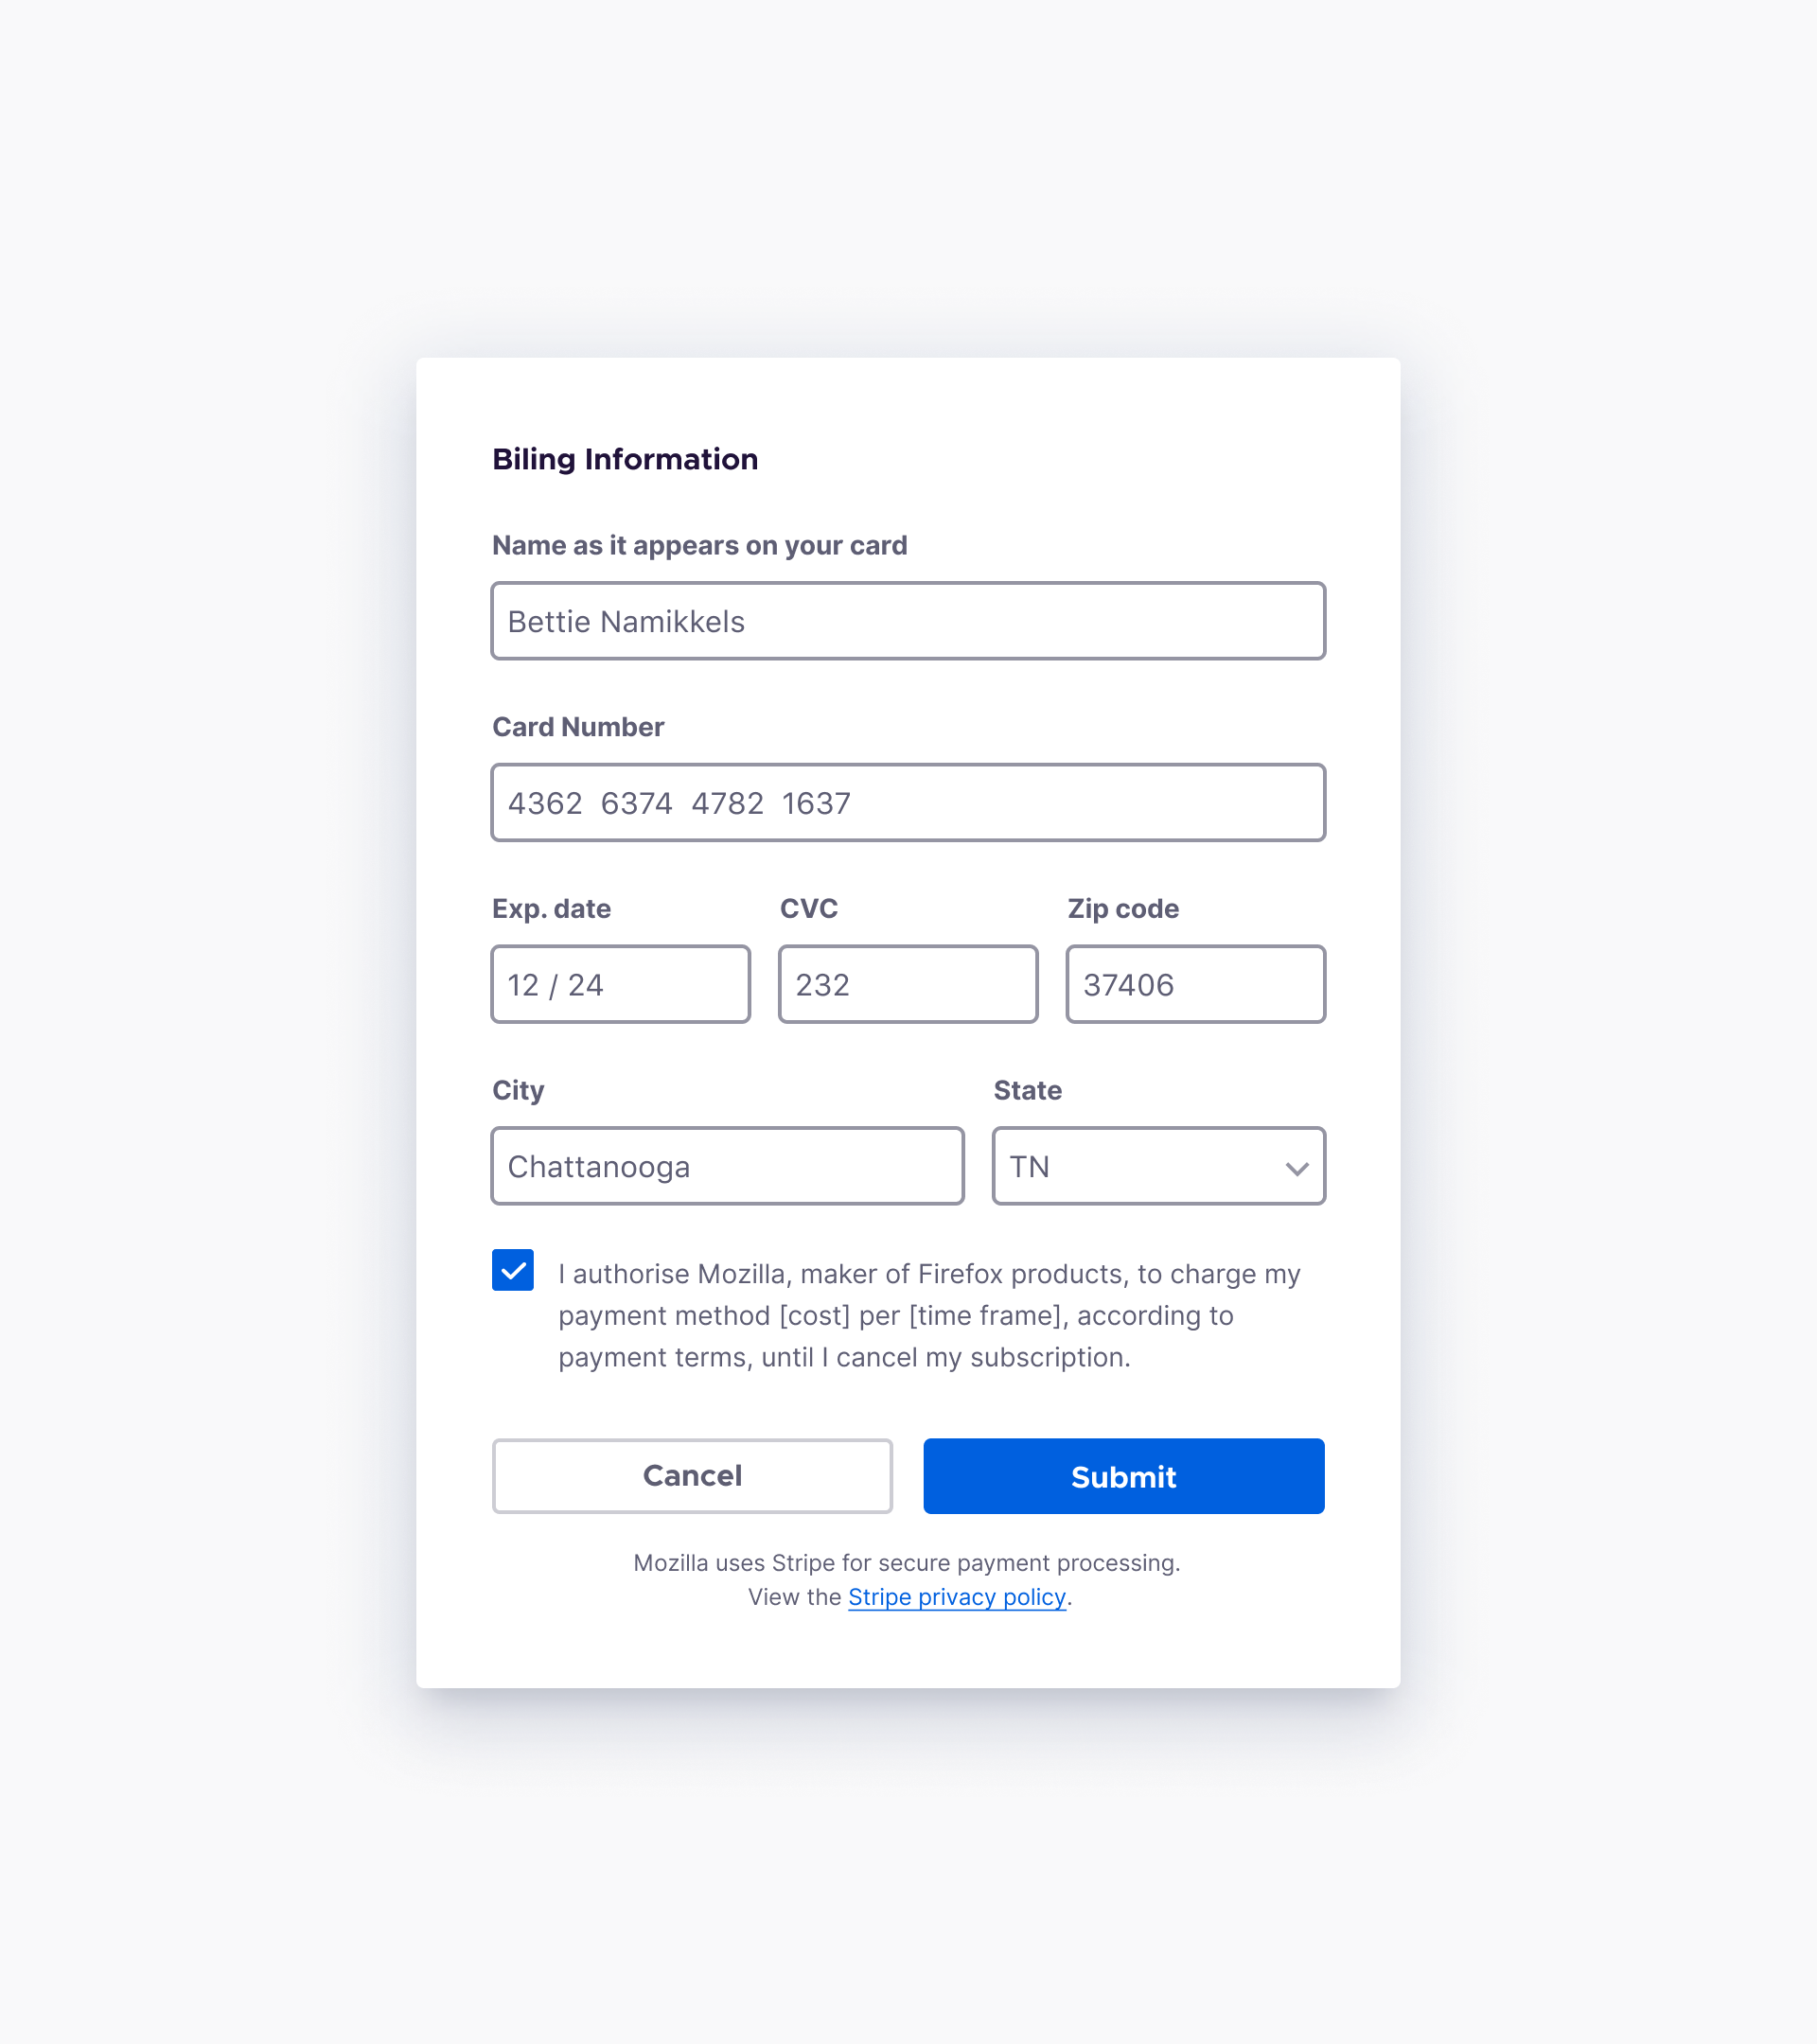 Biling Information
Name as it appears on your card
Bettie Namikkels
Card Number
4362 6374 4782 1637
Exp. date CVC Zip code
12 / 24 232 37406
City State
Chattanooga TN
I authorise Mozilla, maker of Firefox products, to charge my
payment method [cost] per [time frame], according to
payment terms, until I cancel my subscription.
Cancel Submit
Mozilla uses Stripe for secure payment processing.
View the Stripe privacy policy.